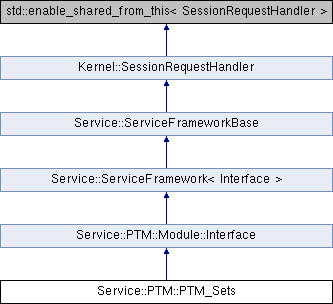 std::enable_shared_from_this< SessionRequestHandler >
Kernel::SessionRequestHandler
Service::ServiceFrameworkBase
Service::ServiceFramework< Interface >
Service::PTM::Module::Interface
Service::PTM::PTM_Sets